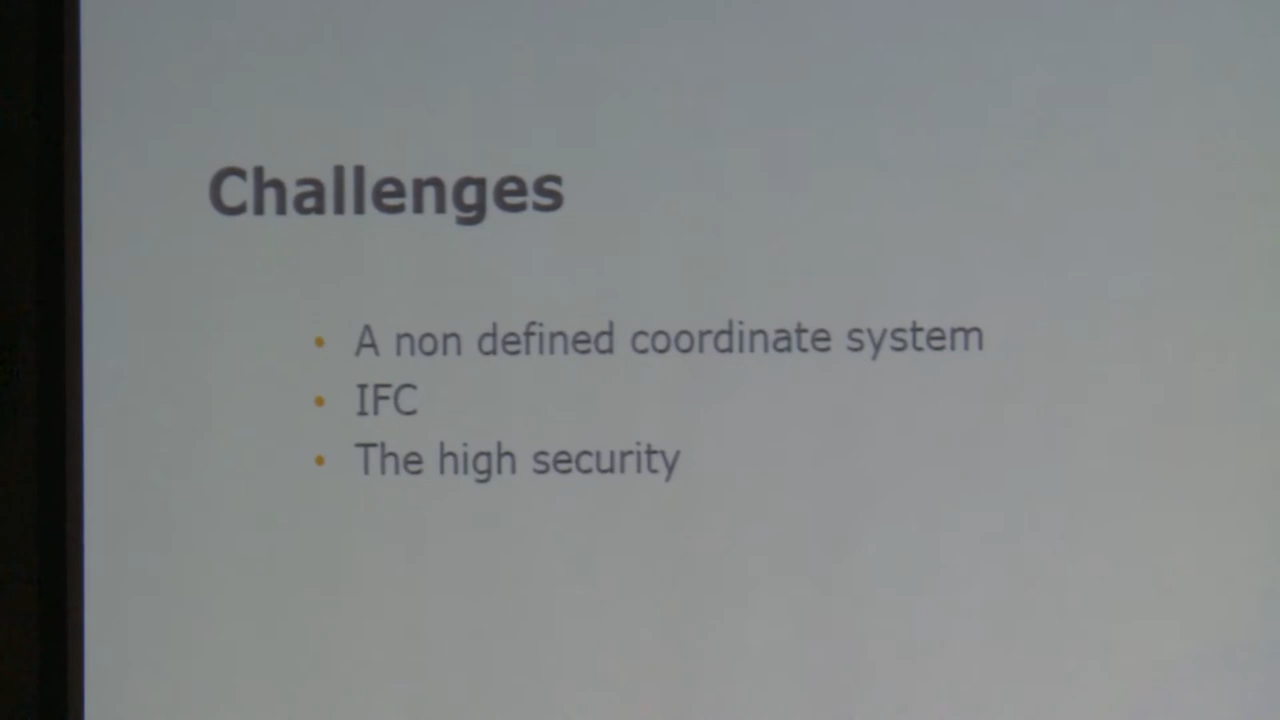 Challenges
• A non defined coordinate system
• IFC
• The high security